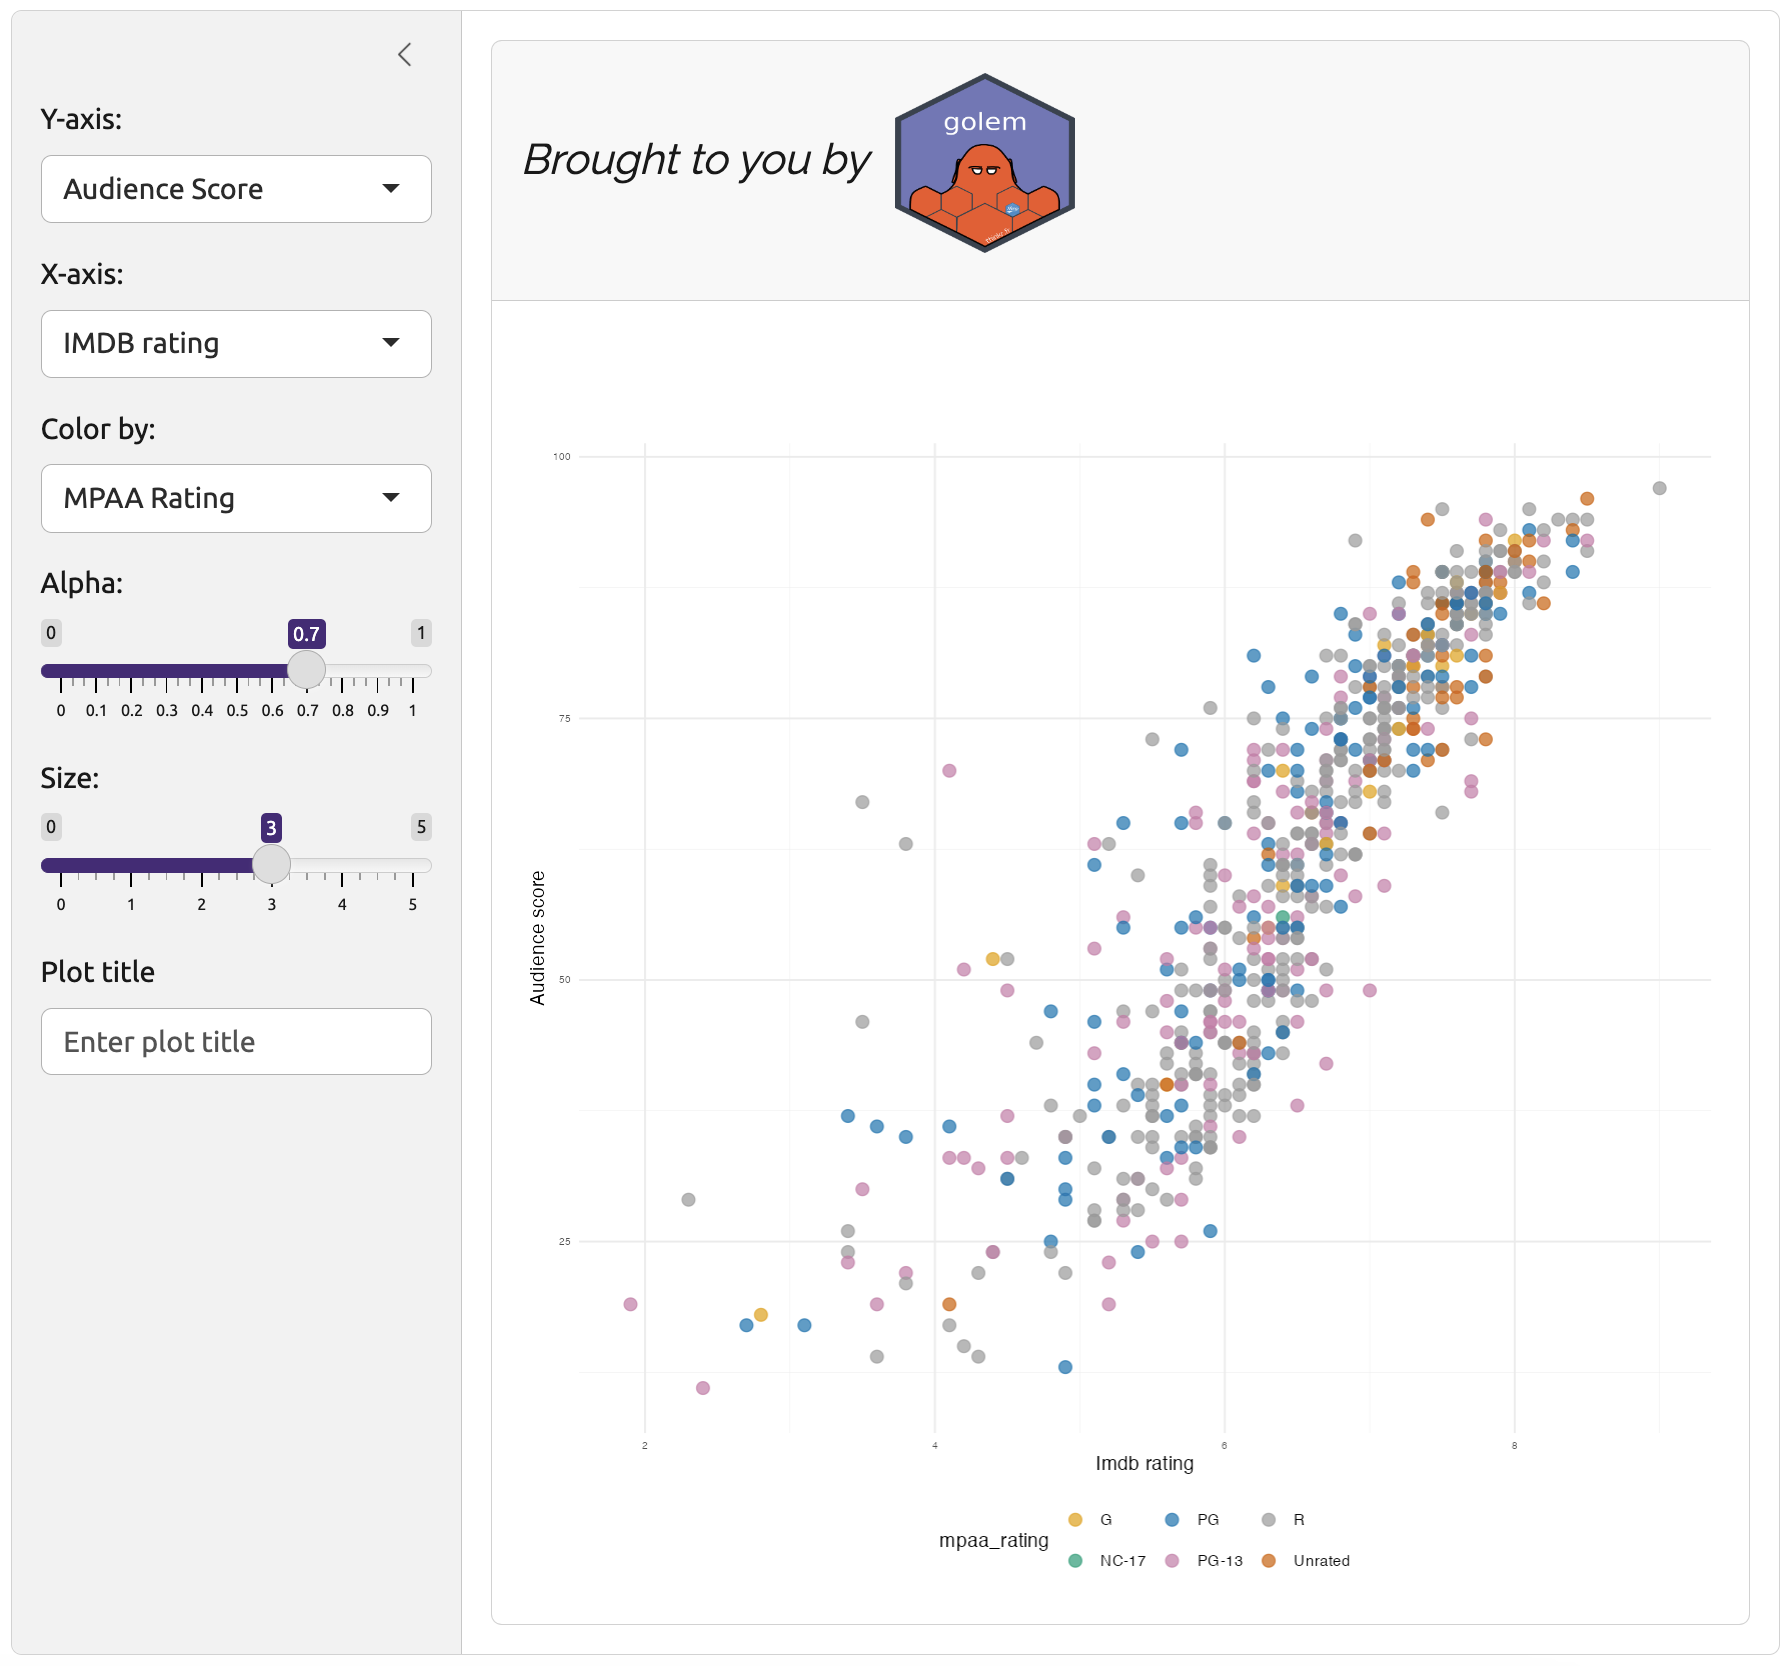 Y-axis:
Audience Score
X-axis:
IMDB rating
Color by:
MPAA Rating
Alpha:
0 0.7 1
0 0.1 0.2 0.3 0.4 0.5 0.6 0.7 0.8 0.9 1
Size:
0 3 5
0 1 2 3 4 5
Plot title
Enter plot title
Brought to you by
golem
thinkr.fr
100
75
50
25
Audience score
2 4 6 8
Imdb rating
mpaa_rating
G PG R
NC-17 PG-13 Unrated